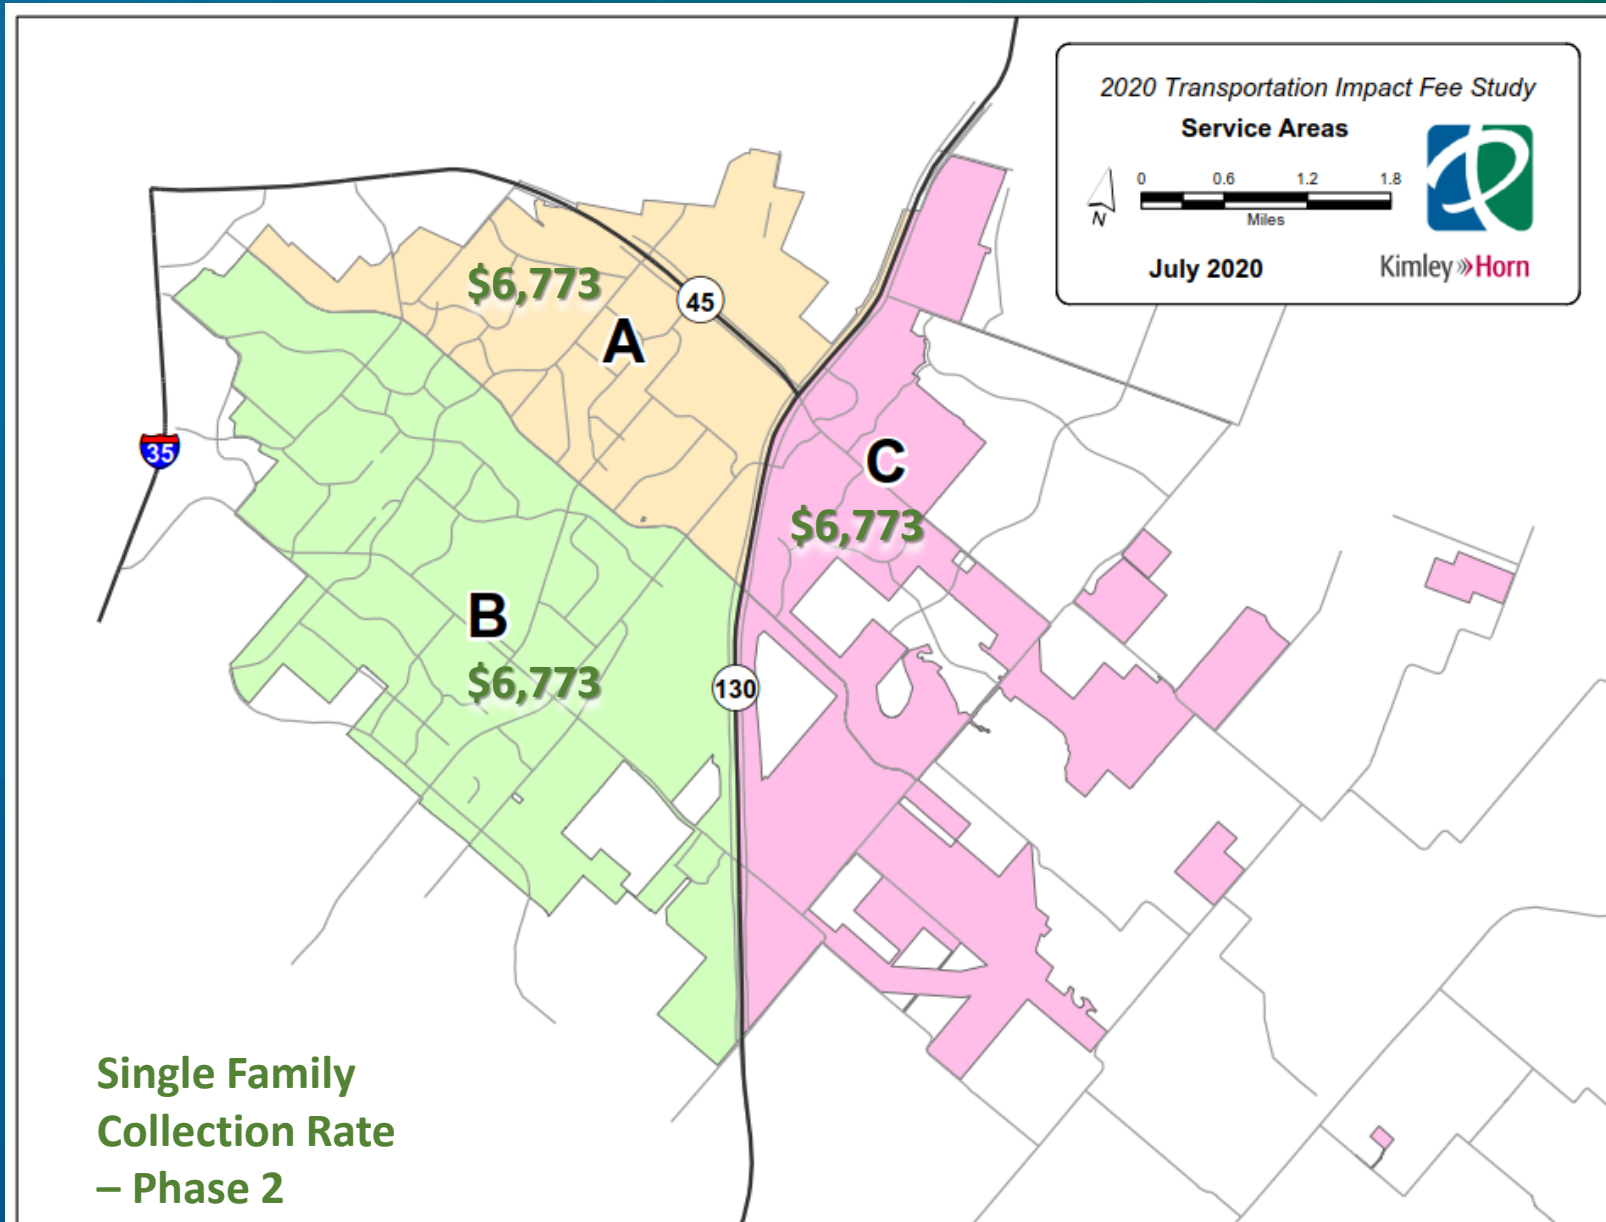 2020 Transportation Impact Fee Study
Service Areas
0 0.6 1.2 1.8
Miles
N
July 2020
Kimley»Horn
$6,773
45
A
35
C
$6,773
B
$6,773
130
Single Family
Collection Rate
– Phase 2